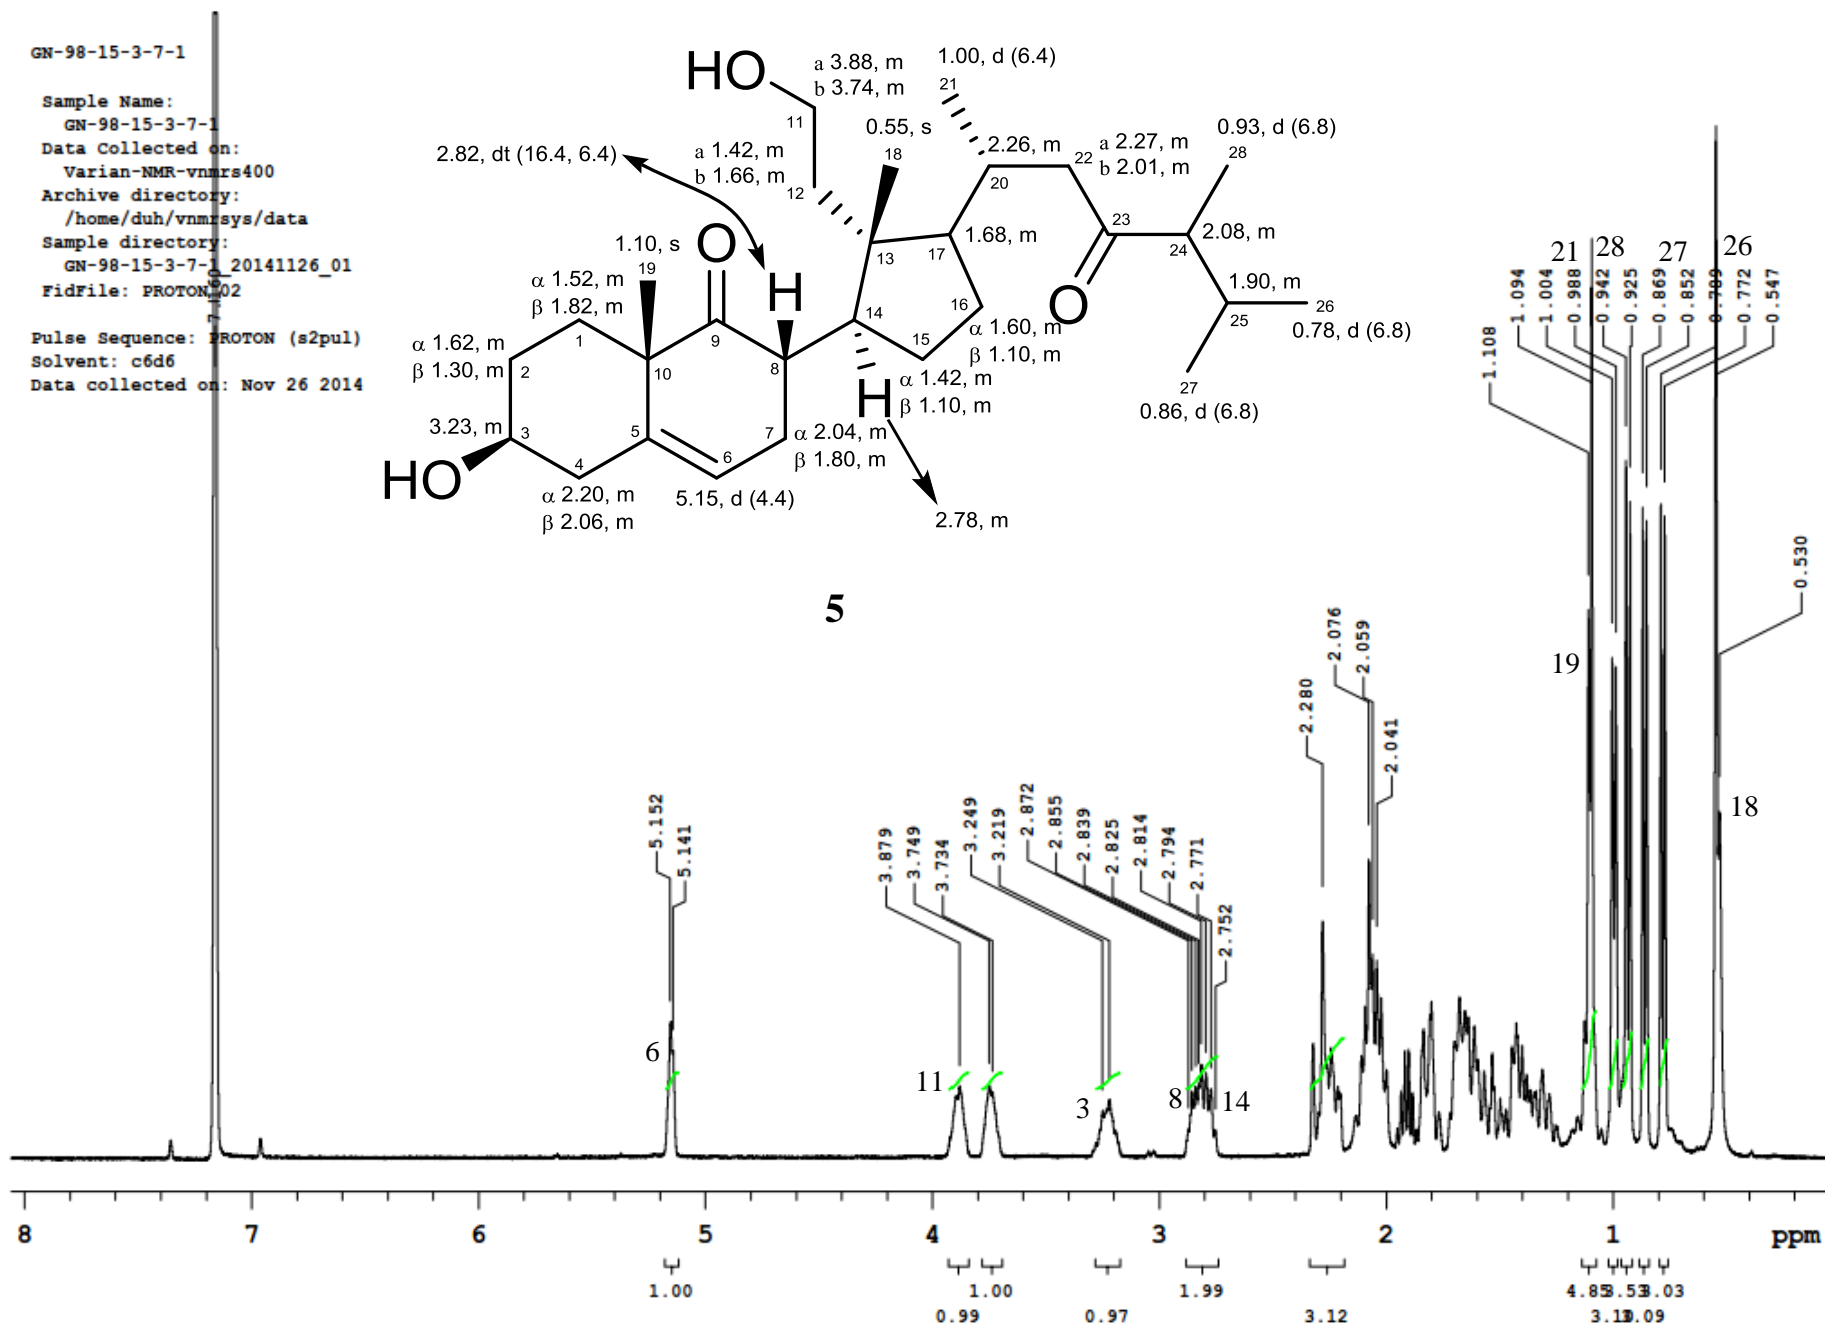 GN-98-15-3-7-1
Sample Name:
GN-98-15-3-7-1
Data Collected on:
Varian-NMR-vnmrs400
Archive directory:
/home/duh/vnmrsys/data
Sample directory:
GN-98-15-3-7-1_20141126_01
FidFile: PROTON_02
Pulse Sequence: PROTON (s2pul)
Solvent: c6d6
Data collected on: Nov 26 2014
HO
a 3.88, m
b 3.74, m
11
1.00, d (6.4)
21
0.55, s
18
2.82, dt (16.4, 6.4)
a 1.42, m
b 1.66, m
12
2.26, m
20
22
a 2.27, m
b 2.01, m
0.93, d (6.8)
28
23
24
2.08, m
13
17
1.68, m
1.10, s
19
O
H
α 1.52, m
β 1.82, m
1
9
14
16
O
1.90, m
25
26
0.78, d (6.8)
α 1.62, m
β 1.30, m
2
10
8
15
α 1.60, m
β 1.10, m
27
0.86, d (6.8)
H
α 1.42, m
β 1.10, m
3.23, m
3
5
7
α 2.04, m
β 1.80, m
HO
4
6
α 2.20, m
β 2.06, m
5.15, d (4.4)
2.78, m
5
21
28
27
26
1.108
1.094
1.004
0.988
0.942
0.925
0.869
0.852
0.789
0.772
0.547
0.530
19
18
5.152
5.141
3.879
3.749
3.734
3.249
3.219
2.872
2.855
2.839
2.825
2.814
2.794
2.771
2.752
2.280
2.076
2.059
2.041
6
11
3
8
14
8
7
6
5
4
3
2
1
ppm
1.00
0.99
1.00
0.97
1.99
3.12
4.85
3.53
3.03
3.09